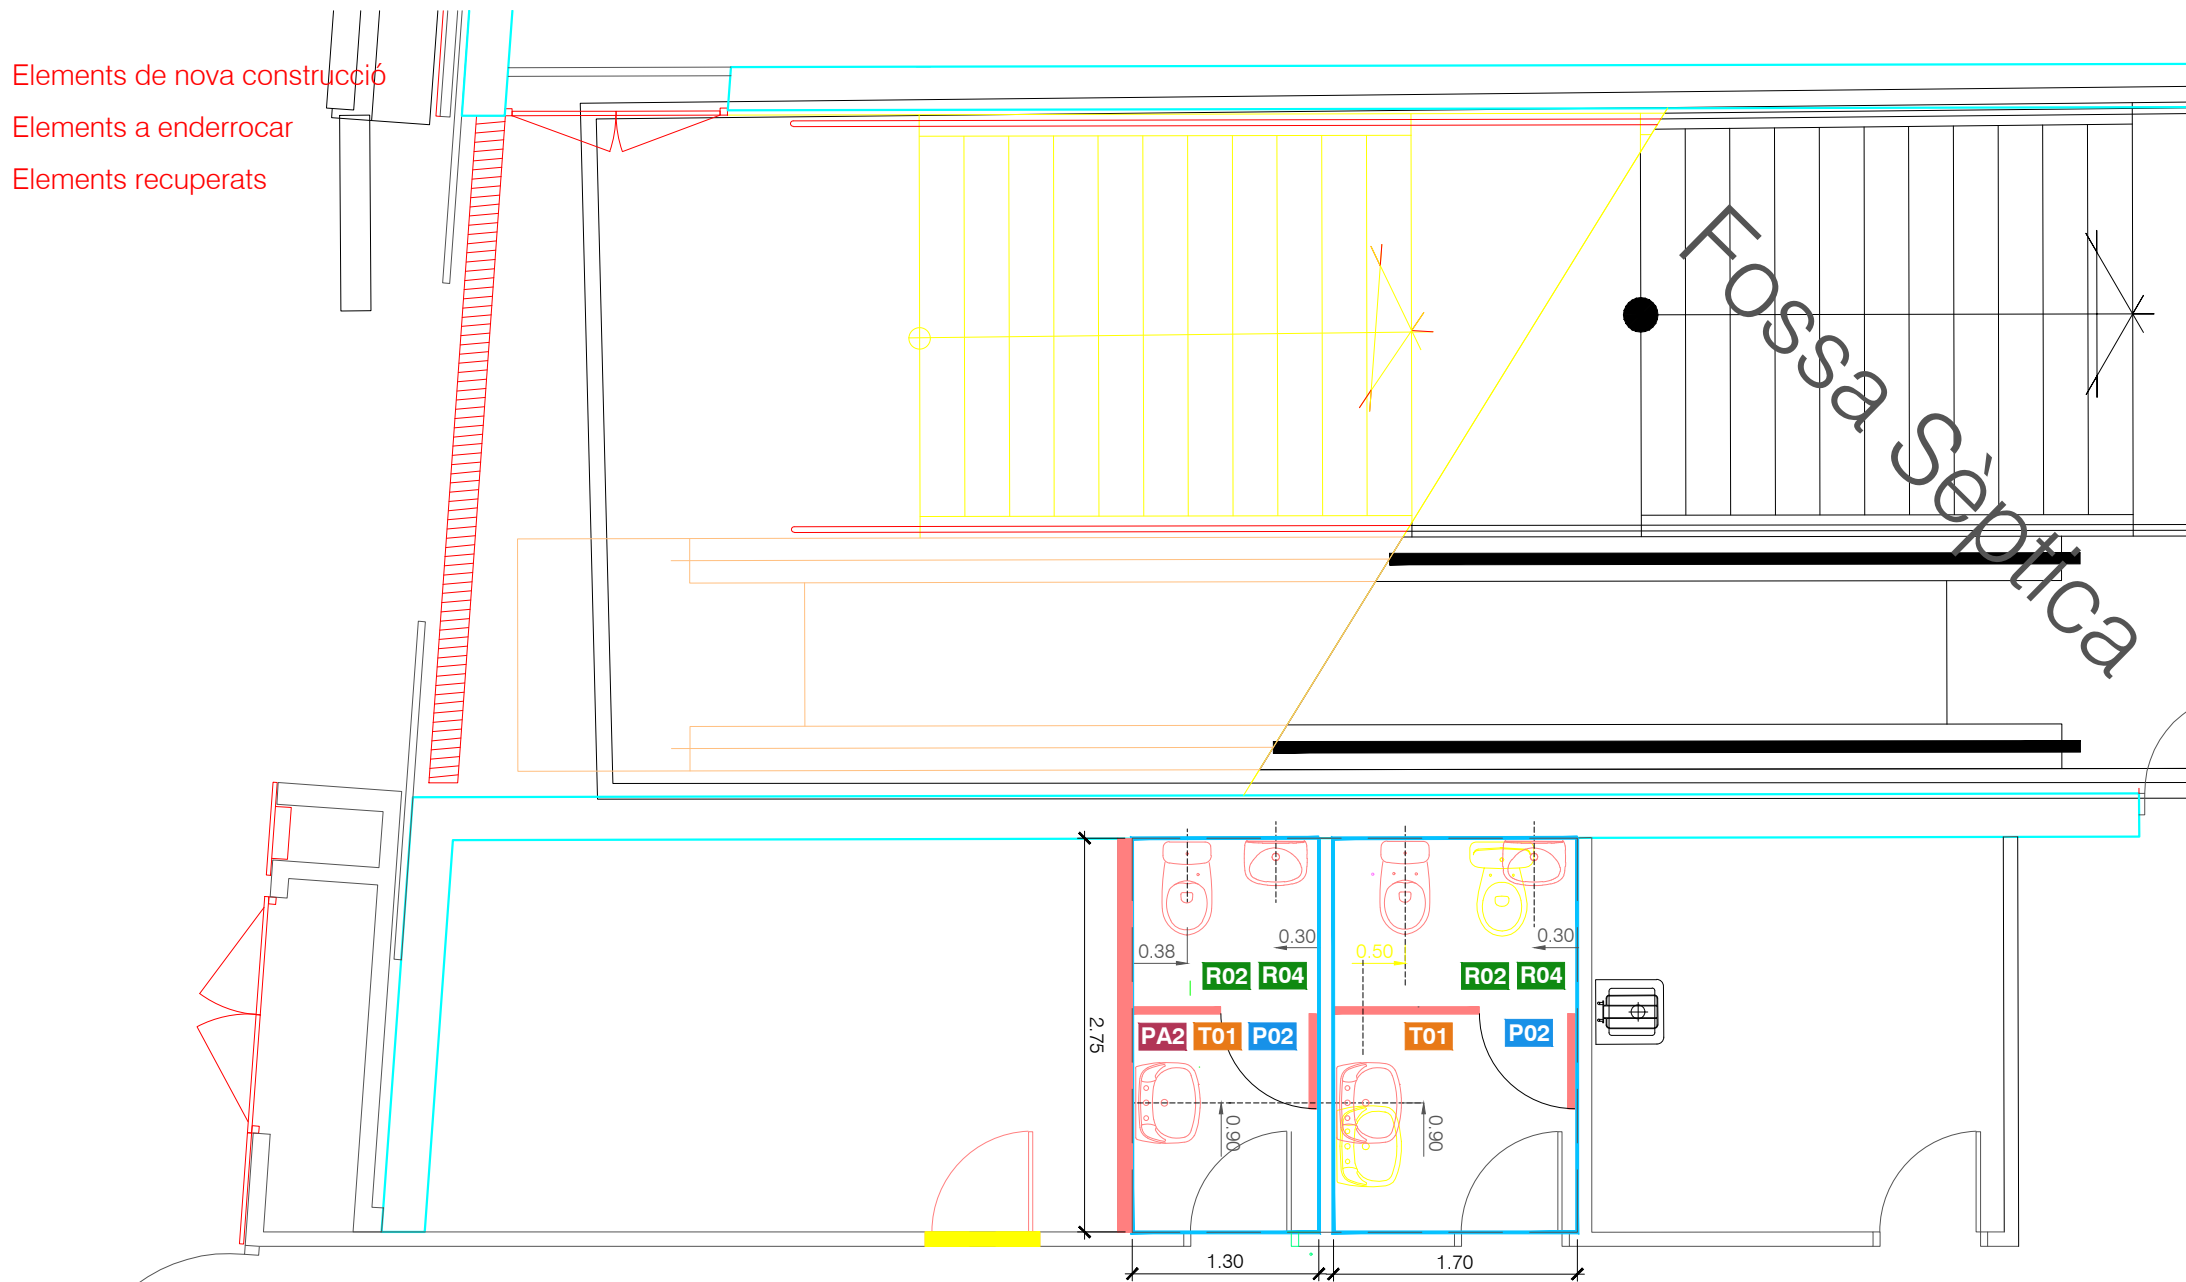 Elements de nova construcció
Elements a enderrocar
Elements recuperats
Fossa Sèptica
0.38
0.30
0.50
0.30
R02 R04
R02 R04
PA2 T01 P02
T01 P02
2.75
0.90
0.90
1.30
1.70